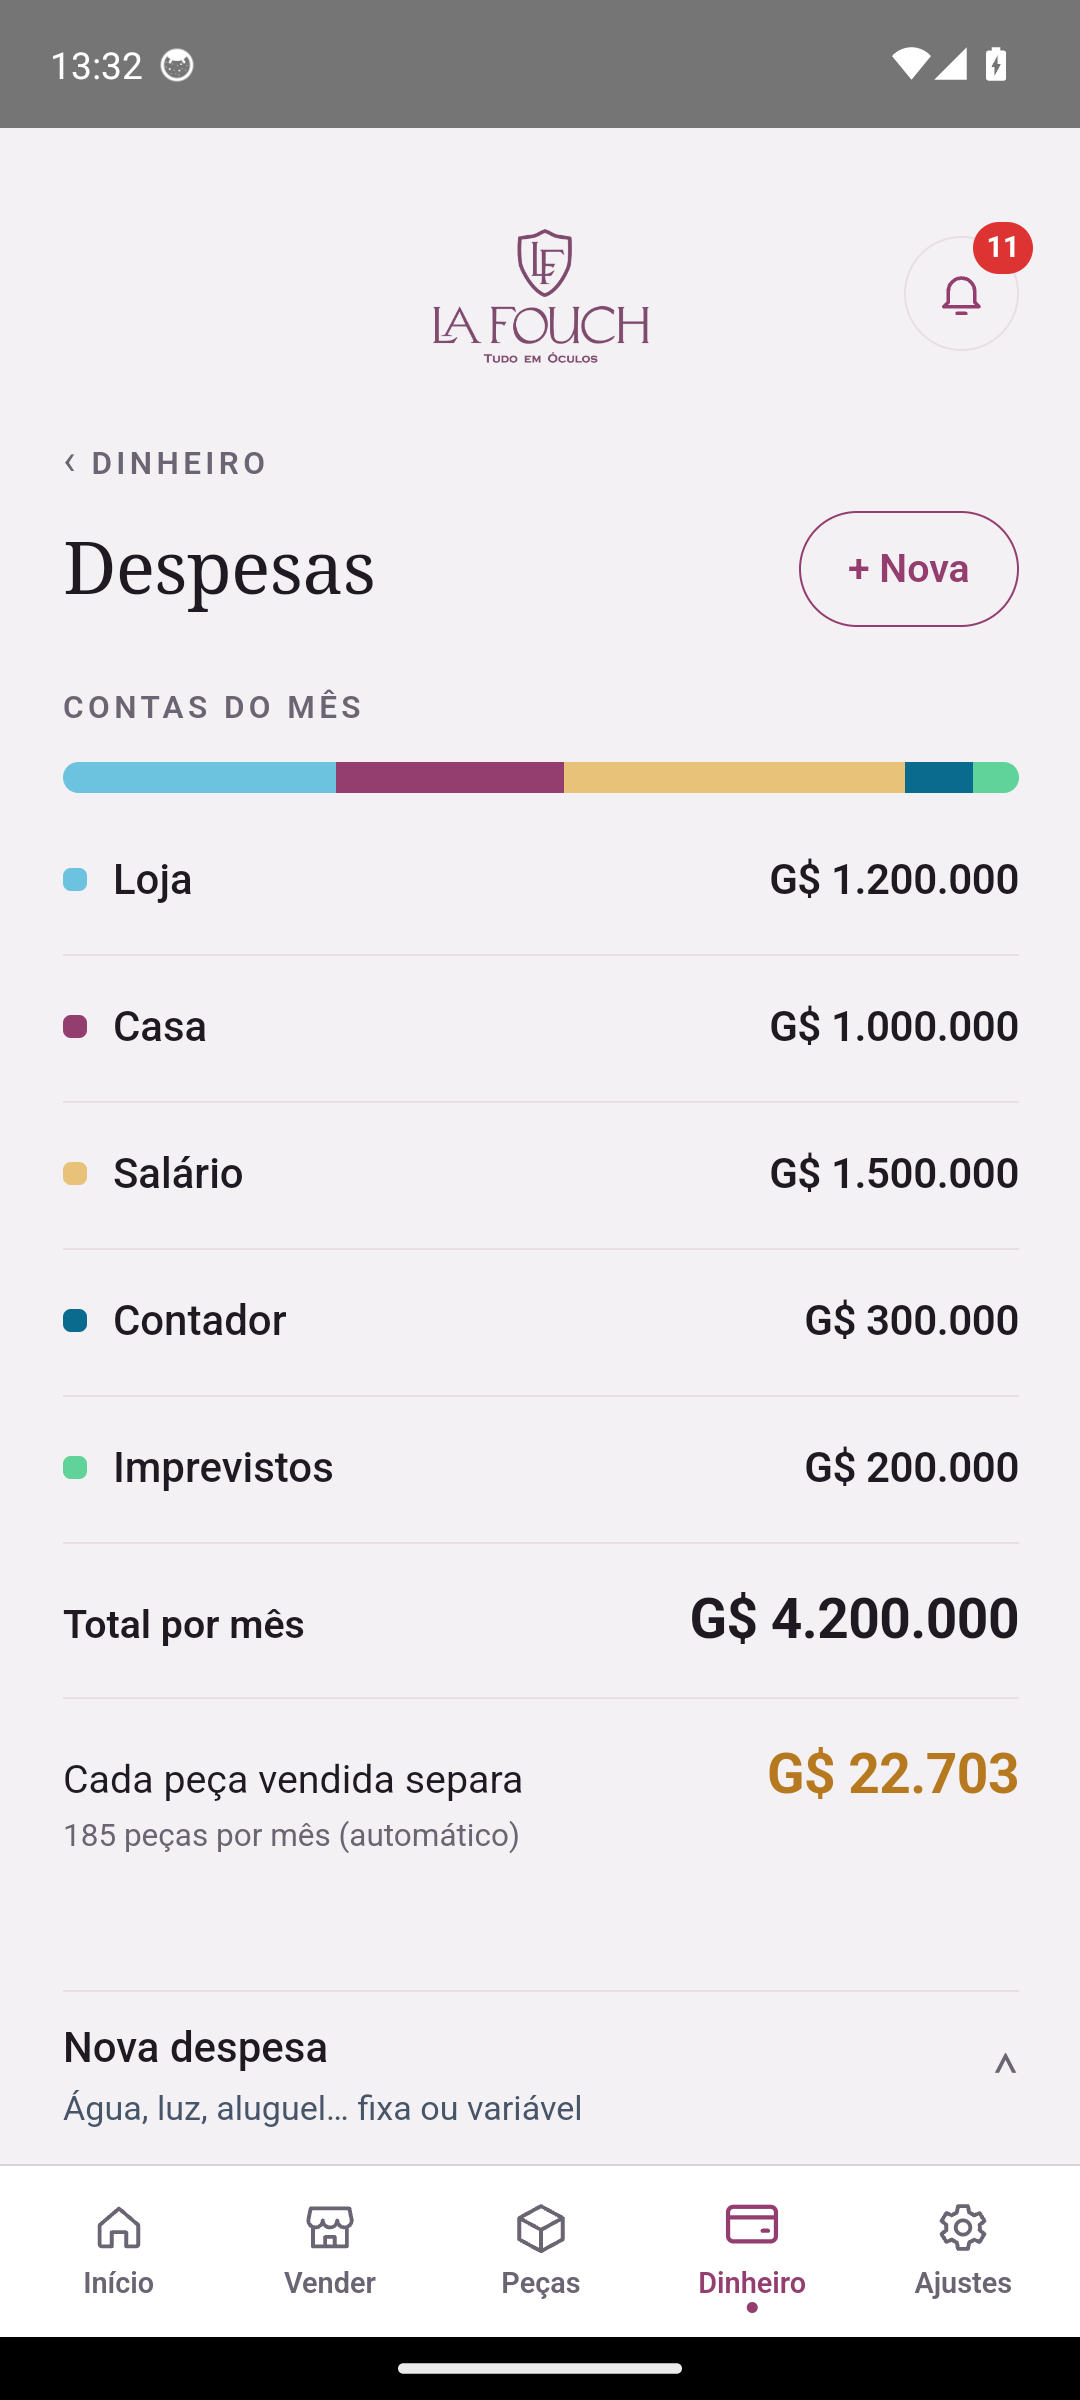 13:32
LF
LA FOUCH
TUDO EM ÓCULOS
11
‹ DINHEIRO
Despesas
+ Nova
CONTAS DO MÊS
Loja G$ 1.200.000
Casa G$ 1.000.000
Salário G$ 1.500.000
Contador G$ 300.000
Imprevistos G$ 200.000
Total por mês G$ 4.200.000
Cada peça vendida separa G$ 22.703
185 peças por mês (automático)
Nova despesa
Água, luz, aluguel... fixa ou variável
Início Vender Peças Dinheiro Ajustes